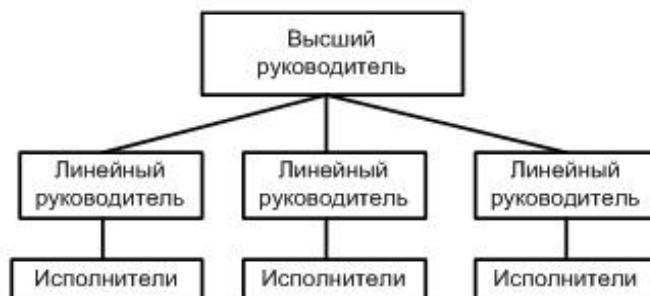 Высший
руководитель
Линейный
руководитель
Линейный
руководитель
Линейный
руководитель
Исполнители
Исполнители
Исполнители